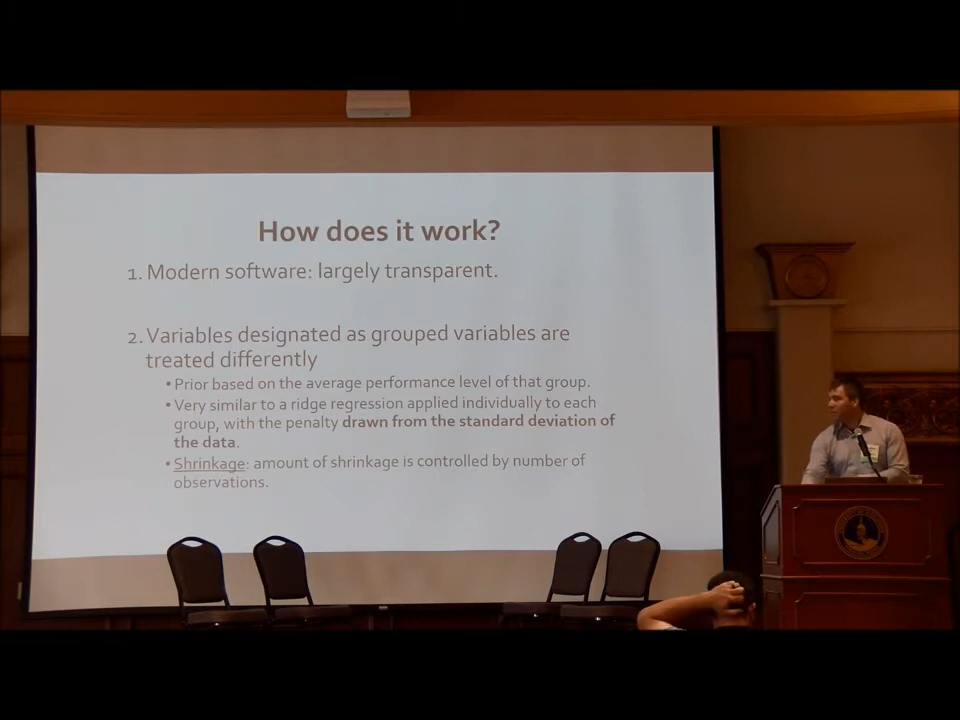 How does it work?
1. Modern software: largely transparent.
2. Variables designated as grouped variables are
treated differently
• Prior based on the average performance level of that group.
• Very similar to a ridge regression applied individually to each
group, with the penalty drawn from the standard deviation of
the data.
• Shrinkage: amount of shrinkage is controlled by number of
observations.